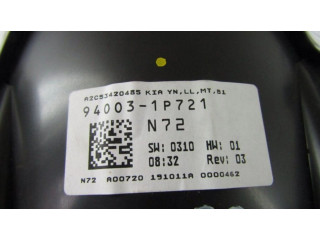 A2C53420485 KIA YN,LL,MT,B1
94003-1P721
N72
SW: 0310 HW: 01
08:32 Rev: 03
N72 A00720 191011A 0000462